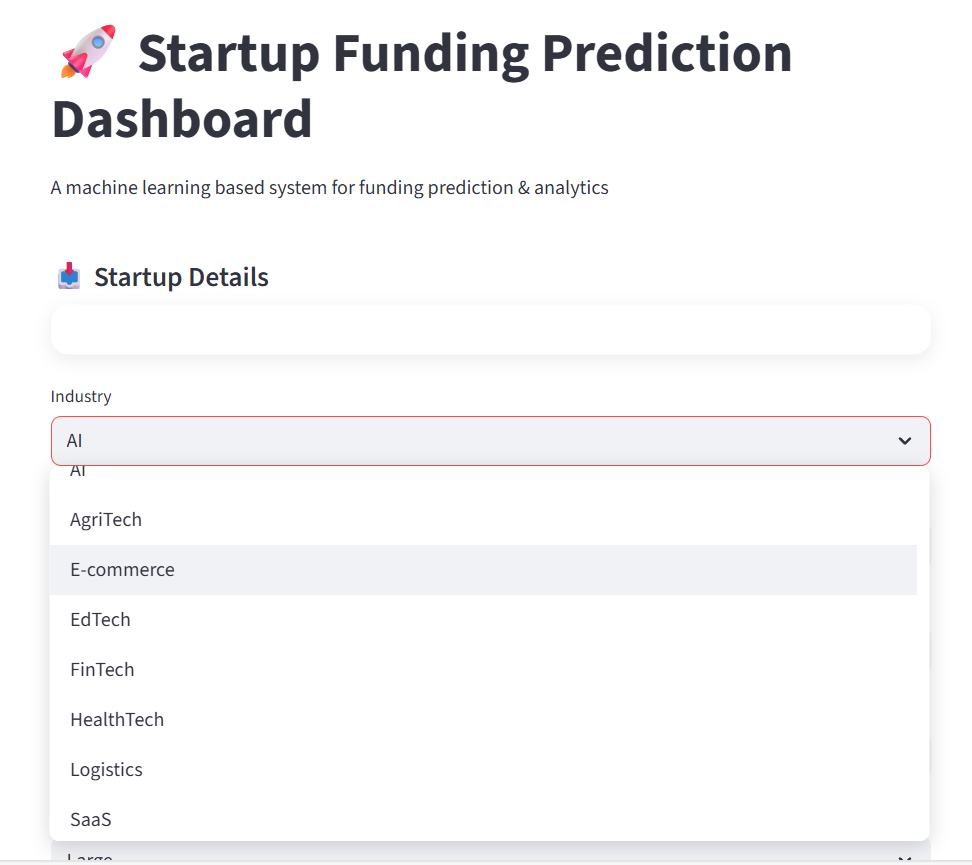 Startup Funding Prediction
Dashboard
A machine learning based system for funding prediction & analytics
Startup Details
Industry
AI
AI
AgriTech
E-commerce
EdTech
FinTech
HealthTech
Logistics
SaaS
Large